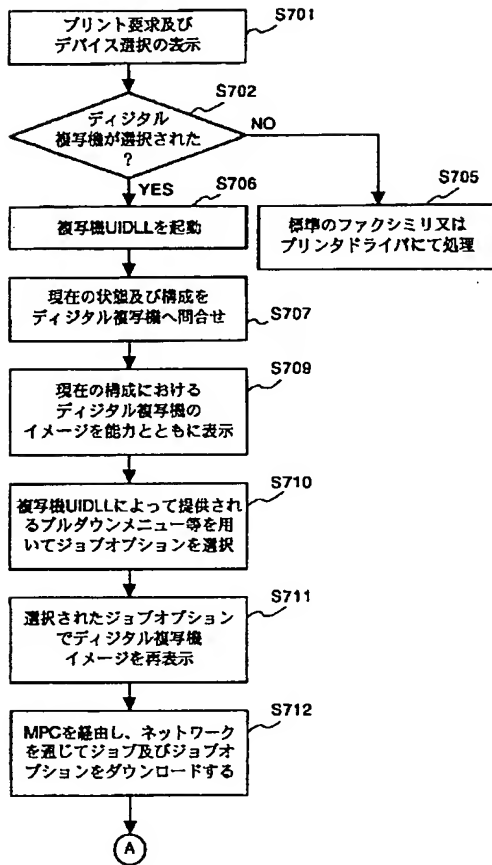 S701
プリント要求及び
デバイス選択の表示
S702
ディジタル
複写機が選択された
?
NO
YES
S706
S705
複写機UIDLLを起動
標準のファクシミリ又は
プリンタドライバにて処理
現在の状態及び構成を
ディジタル複写機へ問合せ
S707
S709
現在の構成における
ディジタル複写機の
イメージを能力とともに表示
S710
複写機UIDLLによって提供され
るプルダウンメニュー等を用
いてジョブオプションを選択
S711
選択されたジョブオプション
でディジタル複写機
イメージを再表示
S712
MPCを経由し、ネットワーク
を通じてジョブ及びジョブオ
プションをダウンロードする
A